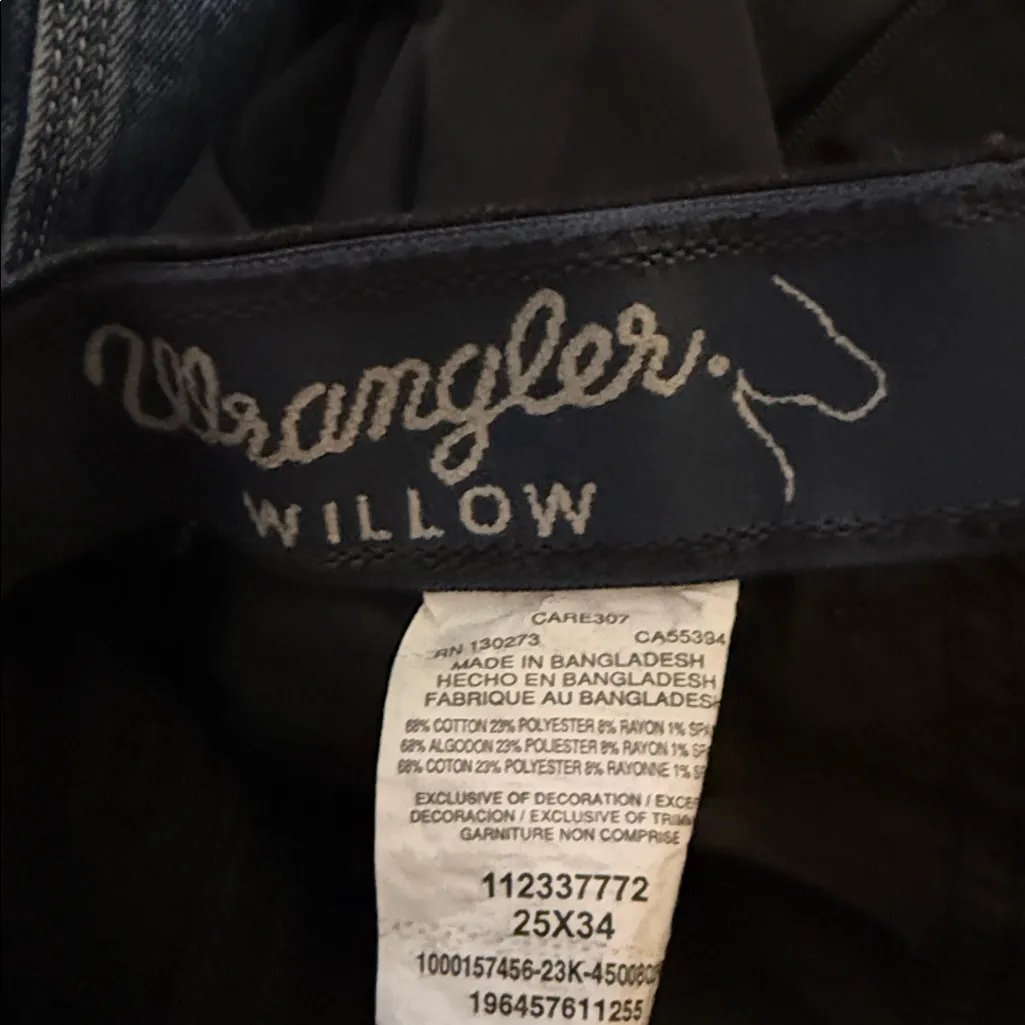 Wrangler.
WILLOW
CARE307
RN 130273 CA55394
MADE IN BANGLADESH
HECHO EN BANGLADESH
FABRIQUE AU BANGLADESH
68% COTTON 23% POLYESTER 8% RAYON 1%
68% ALGODON 23% POLIESTER 8% RAYON 1%
68% COTON 23% POLYESTER 8% RAYONNE 1%
EXCLUSIVE OF DECORATION /
DECORACION / EXCLUSIVE OF
GARNITURE NON COMPRISE
112337772
25X34
1000157456-23K-45008
196457611255